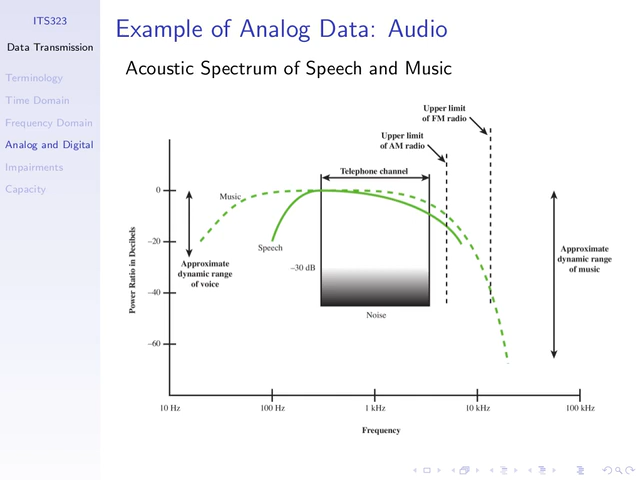 ITS323
Data Transmission
Terminology
Time Domain
Frequency Domain
Analog and Digital
Impairments
Capacity
Example of Analog Data: Audio
Acoustic Spectrum of Speech and Music
Upper limit
of FM radio
Upper limit
of AM radio
Telephone channel
Music
Speech
Approximate
dynamic range
of voice
–30 dB
Noise
Approximate
dynamic range
of music
Power Ratio in Decibels
0
–20
–40
–60
10 Hz
100 Hz
1 kHz
10 kHz
100 kHz
Frequency